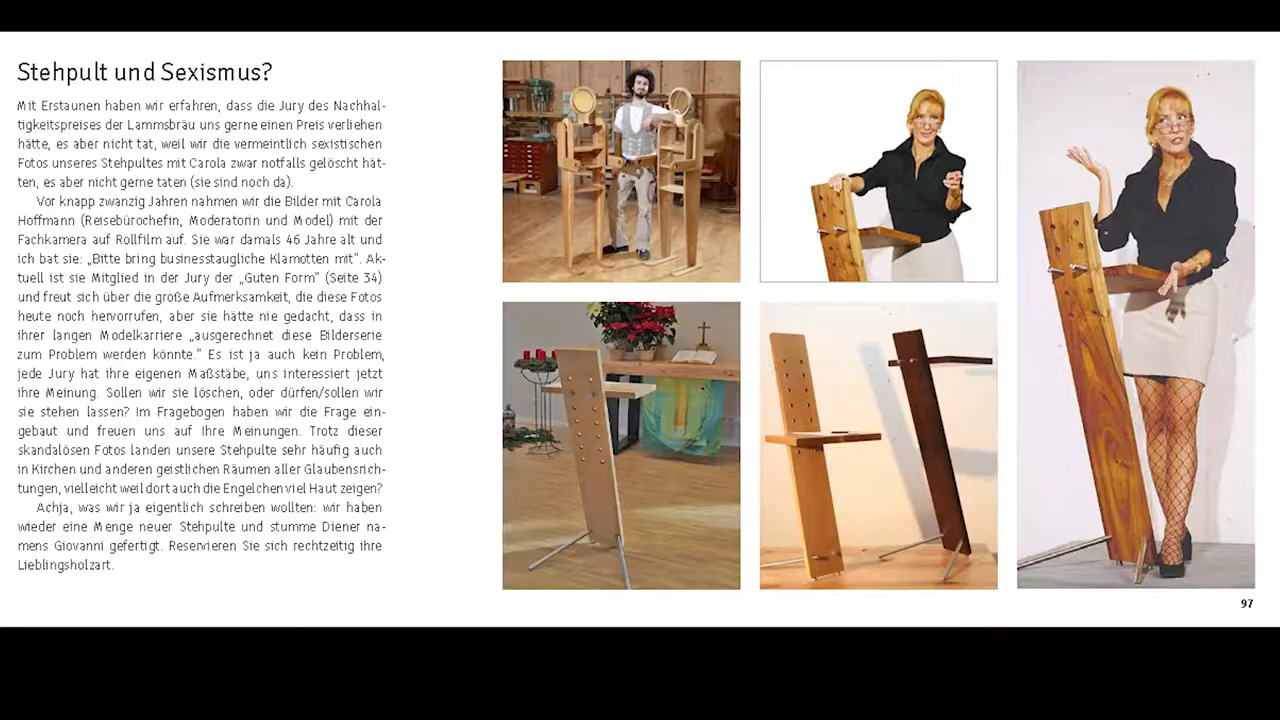 Stehpult und Sexismus?
Mit Erstaunen haben wir erfahren, dass die Jury des Nachhal-
tigkeitspreises der Lammsbräu uns gerne einen Preis verliehen
hätte, es aber nicht tat, weil wir die vermeintlich sexistischen
Fotos unseres Stehpultes mit Carola zwar notfalls gelöscht hät-
ten, es aber nicht gerne taten (sie sind noch da).
Vor knapp zwanzig Jahren nahmen wir die Bilder mit Carola
Hoffmann (Reisebürochefin, Moderatorin und Model) mit der
Fachkamera auf Rollfilm auf. Sie war damals 46 Jahre alt und
ich bat sie: „Bitte bring businesstaugliche Klamotten mit“. Ak-
tuell ist sie Mitglied in der Jury der „Guten Form“ (Seite 34)
und freut sich über die große Aufmerksamkeit, die diese Fotos
heute noch hervorrufen, aber sie hätte nie gedacht, dass in
ihrer langen Modelkarriere „ausgerechnet diese Bilderserie
zum Problem werden könnte.“ Es ist ja auch kein Problem,
jede Jury hat ihre eigenen Maßstäbe, uns interessiert jetzt
ihre Meinung. Sollen wir sie löschen, oder dürfen/sollen wir
sie stehen lassen? Im Fragebogen haben wir die Frage ein-
gebaut und freuen uns auf Ihre Meinungen. Trotz dieser
skandalösen Fotos landen unsere Stehpulte sehr häufig auch
in Kirchen und anderen geistlichen Räumen aller Glaubensrich-
tungen, vielleicht weil dort auch die Engelchen viel Haut zeigen?
Achja, was wir ja eigentlich schreiben wollten: wir haben
wieder eine Menge neuer Stehpulte und stumme Diener na-
mens Giovanni gefertigt. Reservieren Sie sich rechtzeitig ihre
Lieblingsholzart.
97